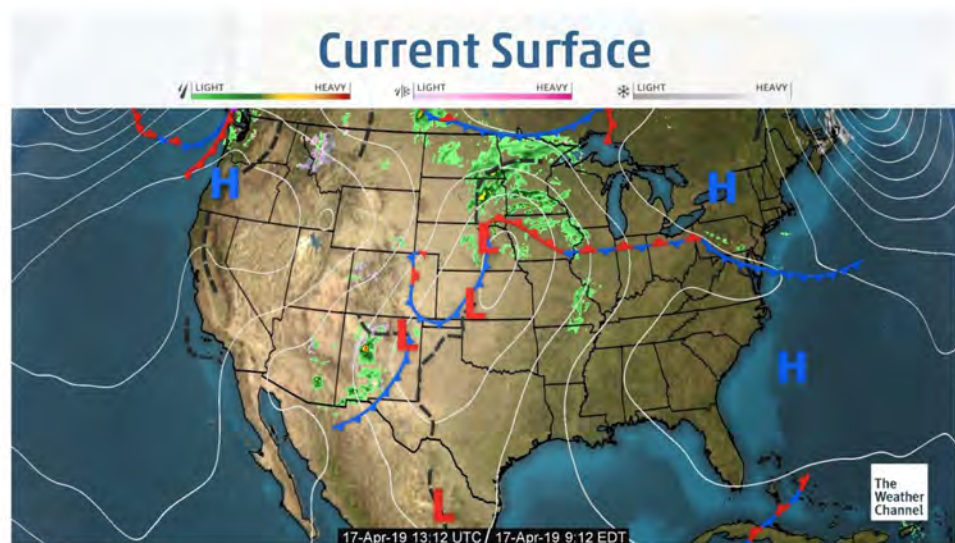 Current Surface
LIGHT HEAVY LIGHT HEAVY LIGHT HEAVY
H H
L
L
L
H
The
Weather
Channel
L
17-Apr-19 13:12 UTC / 17-Apr-19 9:12 EDT